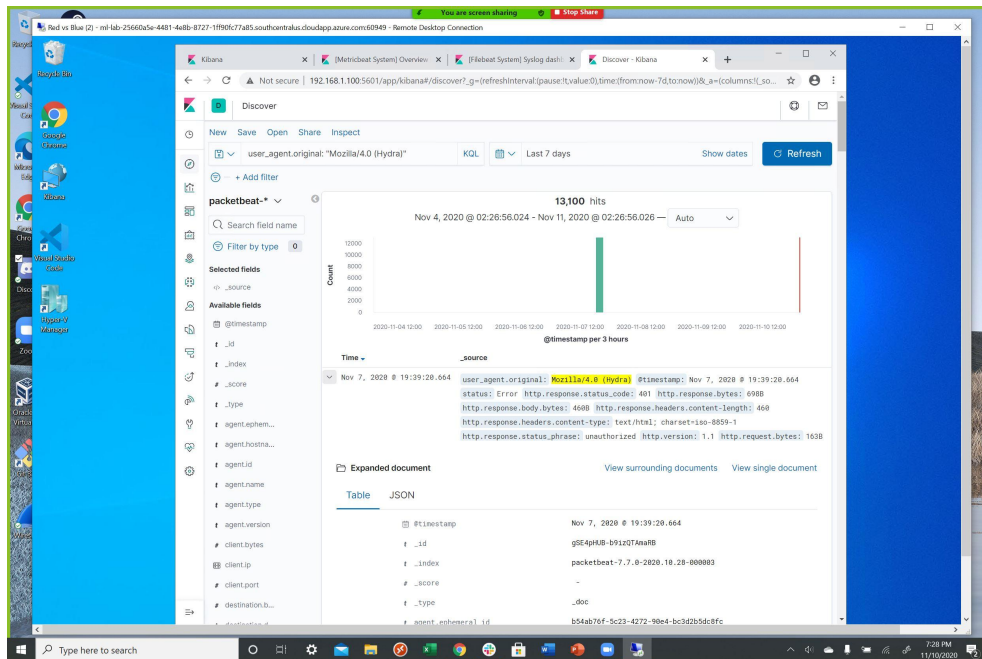 You are screen sharing Stop Share
Red vs Blue (2) - ml-lab-25660a5e-4481-4e8b-8727-1ff90fc77a85.southcentralus.cloudapp.azure.com:60949 - Remote Desktop Connection
Recycle Bin
Google Chrome
Kibana
Visual Studio Code
Hyper-V Manager
Kibana
[Metricbeat System] Overview
[Filebeat System] Syslog dashb
Discover - Kibana
Not secure | 192.168.1.100:5601/app/kibana#/discover?_g=(refreshInterval:(pause:!t,value:0),time:(from:now-7d,to:now))&_a=(columns:!(_so...
D Discover
New Save Open Share Inspect
user_agent.original: "Mozilla/4.0 (Hydra)" KQL Last 7 days Show dates Refresh
+ Add filter
packetbeat-*
Search field name
Filter by type 0
Selected fields
_source
Available fields
@timestamp
t _id
t _index
# _score
t _type
t agent.ephem...
t agent.hostna...
t agent.id
t agent.name
t agent.type
t agent.version
# client.bytes
client.ip
# client.port
# destination.b...
13,100 hits
Nov 4, 2020 @ 02:26:56.024 - Nov 11, 2020 @ 02:26:56.026 — Auto
Count
12000
10000
8000
6000
4000
2000
0
2020-11-04 12:00 2020-11-05 12:00 2020-11-06 12:00 2020-11-07 12:00 2020-11-08 12:00 2020-11-09 12:00 2020-11-10 12:00
@timestamp per 3 hours
Time _source
Nov 7, 2020 @ 19:39:20.664
user_agent.original: Mozilla/4.0 (Hydra) @timestamp: Nov 7, 2020 @ 19:39:20.664
status: Error http.response.status_code: 401 http.response.bytes: 698B
http.response.body.bytes: 460B http.response.headers.content-length: 460
http.response.headers.content-type: text/html; charset=iso-8859-1
http.response.status_phrase: unauthorized http.version: 1.1 http.request.bytes: 163B
Expanded document View surrounding documents View single document
Table JSON
@timestamp Nov 7, 2020 @ 19:39:20.664
t _id gSE4pHUB-b9izQTAmaRB
t _index packetbeat-7.7.0-2020.10.28-000003
# _score -
t _type _doc
t agent.ephemeral_id b54ab76f-5c23-4272-90e4-bc3d2b5dc8fc
Type here to search
7:28 PM
11/10/2020
2